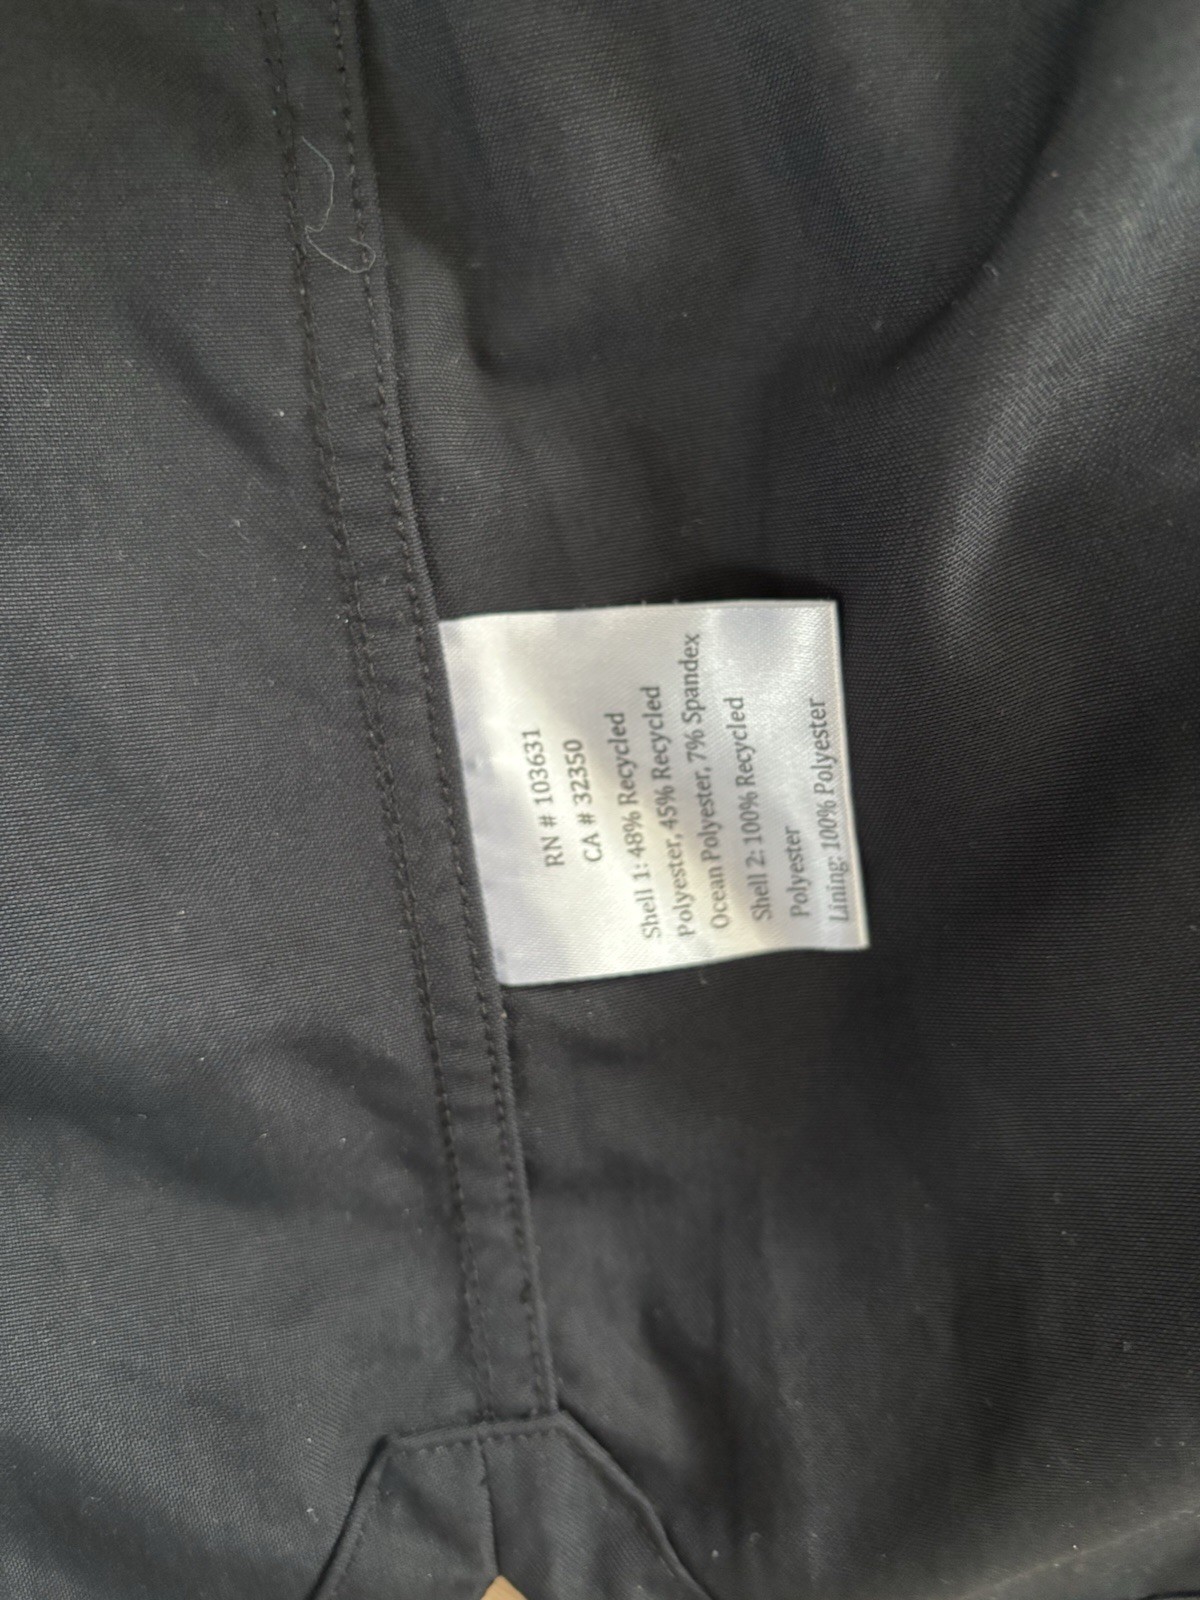 RN # 103631
CA # 32350
Shell 1: 48% Recycled
Polyester, 45% Recycled
Ocean Polyester, 7% Spandex
Shell 2: 100% Recycled
Polyester
Lining: 100% Polyester